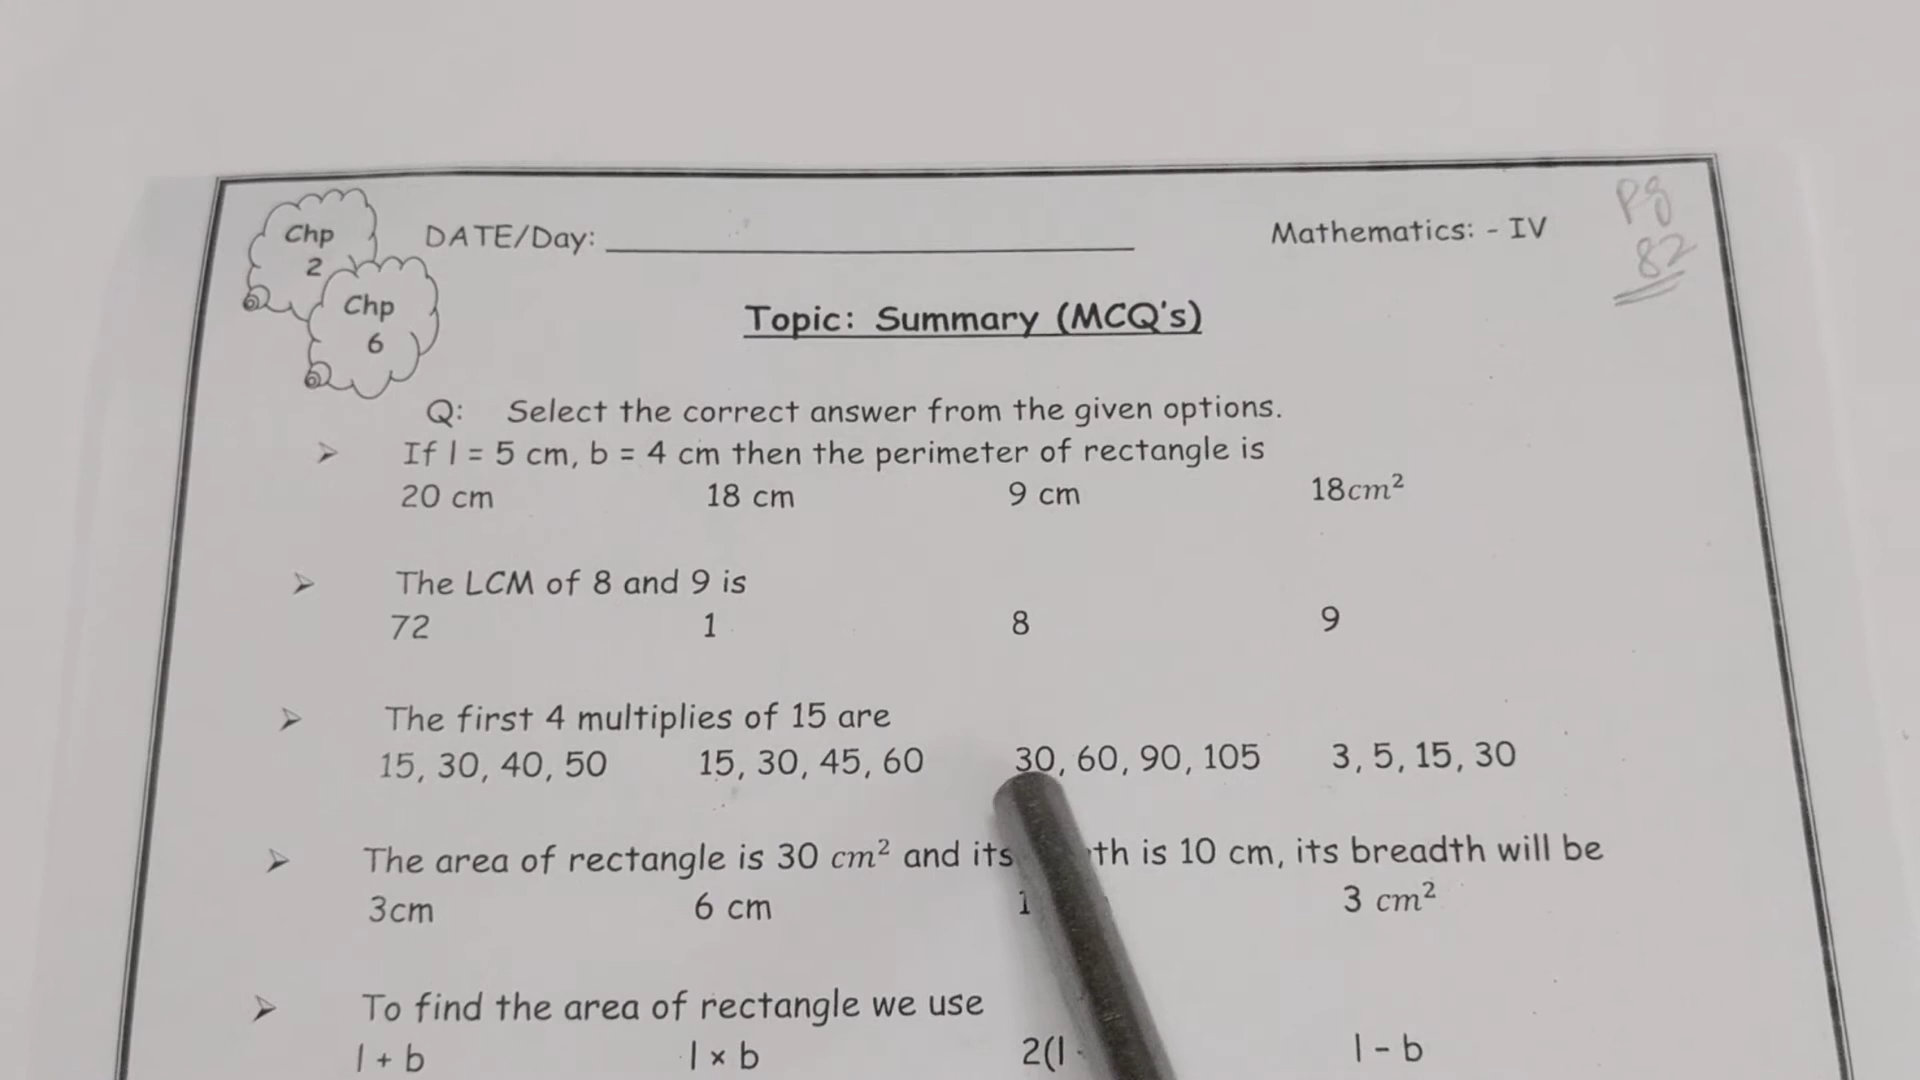 Chp
2
Chp
6
DATE/Day:
Mathematics: - IV
Pg
82
Topic: Summary (MCQ's)
Q: Select the correct answer from the given options.
If l = 5 cm, b = 4 cm then the perimeter of rectangle is
20 cm 18 cm 9 cm 18cm²
The LCM of 8 and 9 is
72 1 8 9
The first 4 multiplies of 15 are
15, 30, 40, 50 15, 30, 45, 60 30, 60, 90, 105 3, 5, 15, 30
The area of rectangle is 30 cm² and its is 10 cm, its breadth will be
3cm 6 cm 3 cm²
To find the area of rectangle we use
l + b l × b 2(l l - b